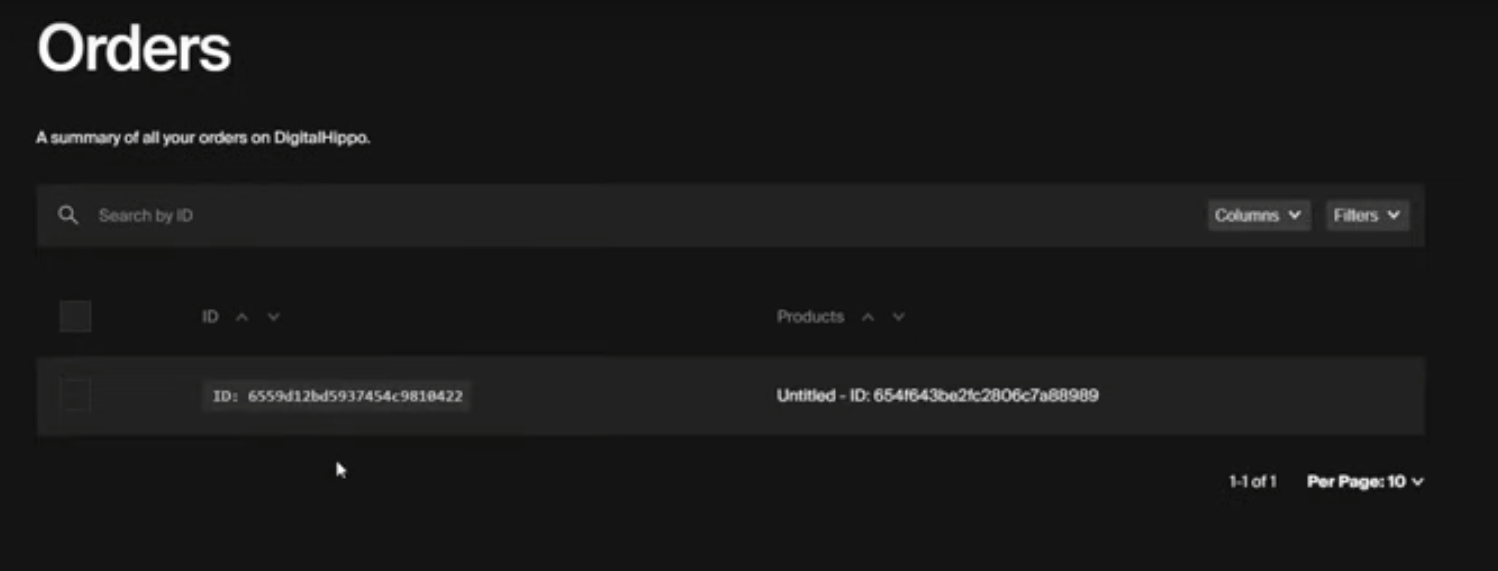 Orders
A summary of all your orders on DigitalHippo.
Search by ID
Columns
Filters
ID
Products
ID: 6559d12bd5937454c9810422
Untitled - ID: 654f643be2fc2806c7a88989
1-1 of 1
Per Page: 10